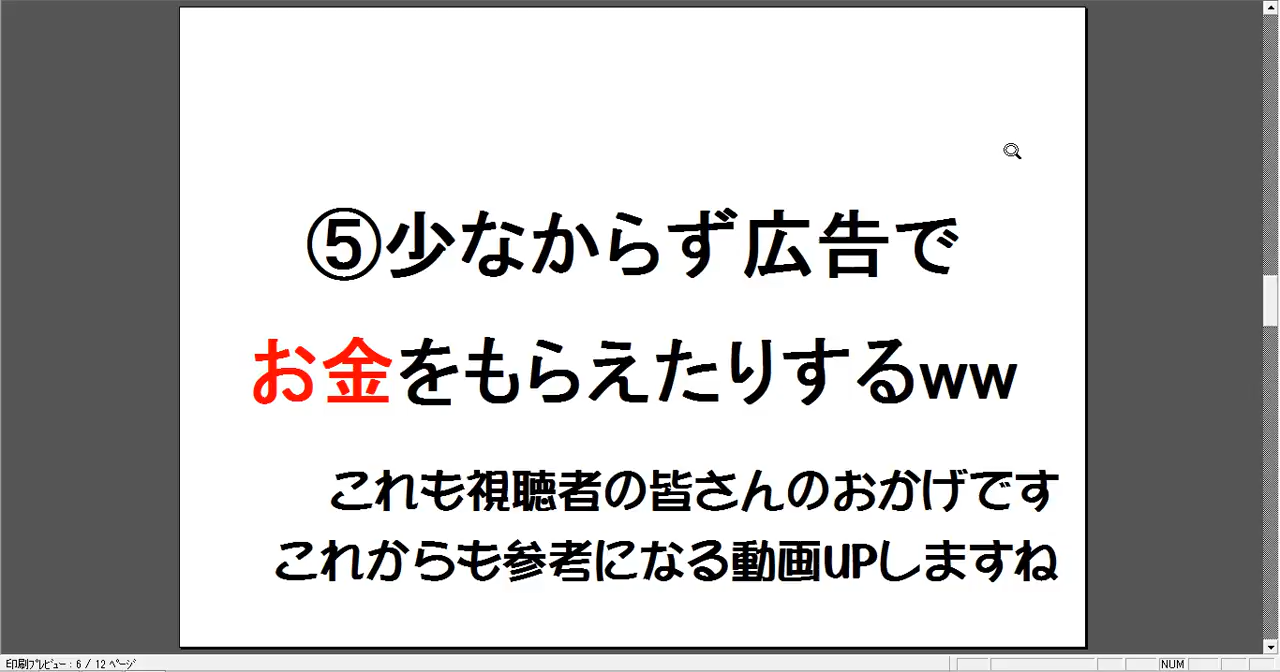 ⑤少なからず広告で
お金をもらえたりするww
これも視聴者の皆さんのおかげです
これからも参考になる動画UPしますね
印刷プレビュー : 6 / 12 ページ
NUM